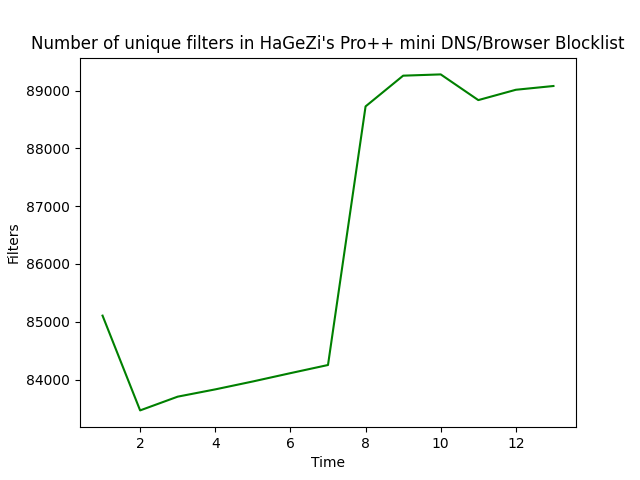 Number of unique filters in HaGeZi's Pro++ mini DNS/Browser Blocklist
89000
88000
87000
86000
85000
84000
Filters
2 4 6 8 10 12
Time